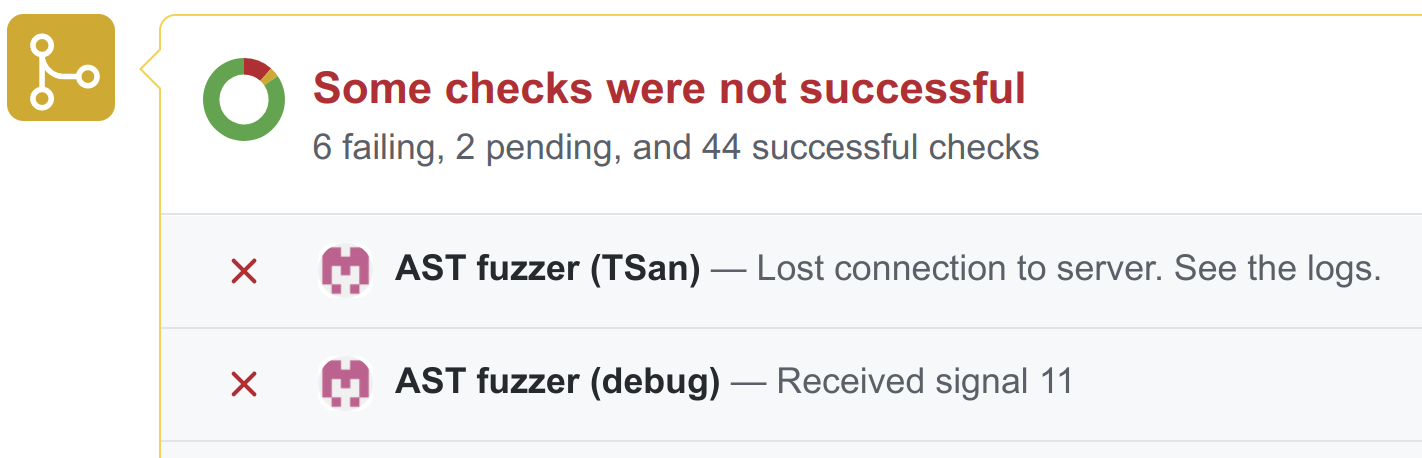 Some checks were not successful
6 failing, 2 pending, and 44 successful checks
AST fuzzer (TSan) — Lost connection to server. See the logs.
AST fuzzer (debug) — Received signal 11